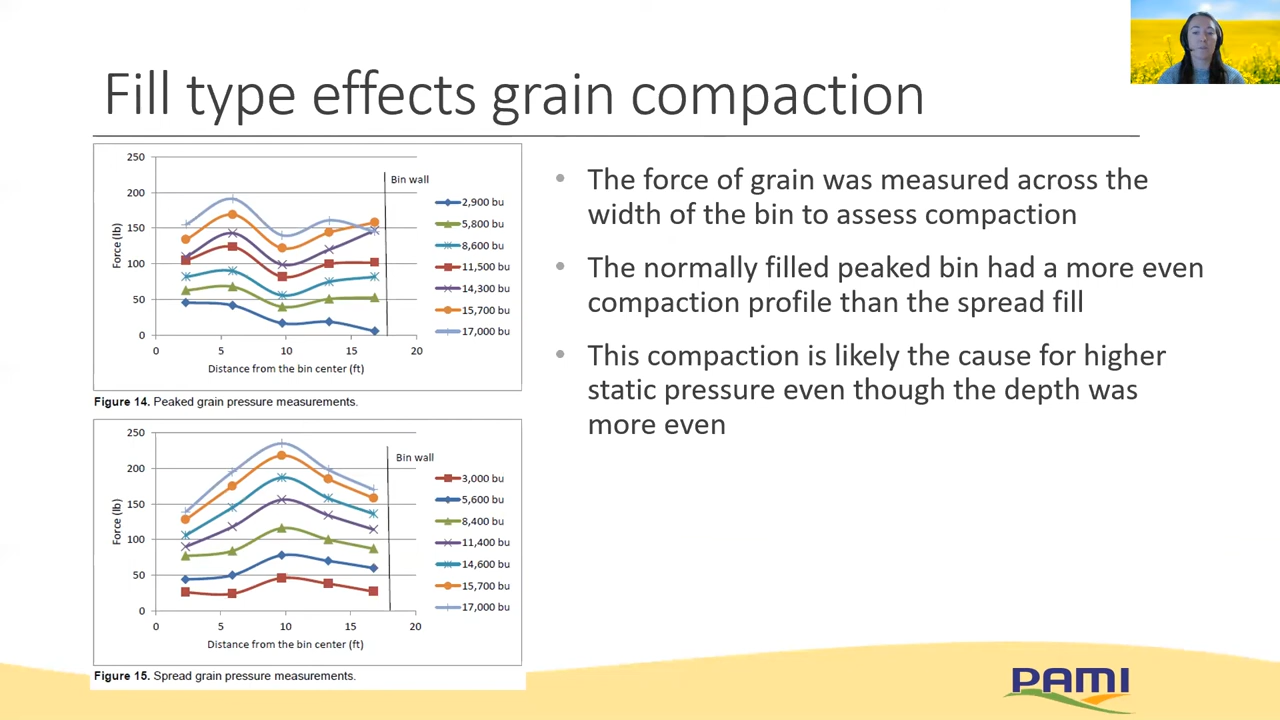 Fill type effects grain compaction
250
200
150
100
50
0
0 5 10 15 20
Force (lb)
Distance from the bin center (ft)
Bin wall
2,900 bu
5,800 bu
8,600 bu
11,500 bu
14,300 bu
15,700 bu
17,000 bu
Figure 14. Peaked grain pressure measurements.
250
200
150
100
50
0
0 5 10 15 20
Force (lb)
Distance from the bin center (ft)
Bin wall
3,000 bu
5,600 bu
8,400 bu
11,400 bu
14,600 bu
15,700 bu
17,000 bu
Figure 15. Spread grain pressure measurements.
• The force of grain was measured across the
width of the bin to assess compaction
• The normally filled peaked bin had a more even
compaction profile than the spread fill
• This compaction is likely the cause for higher
static pressure even though the depth was
more even
PAMI